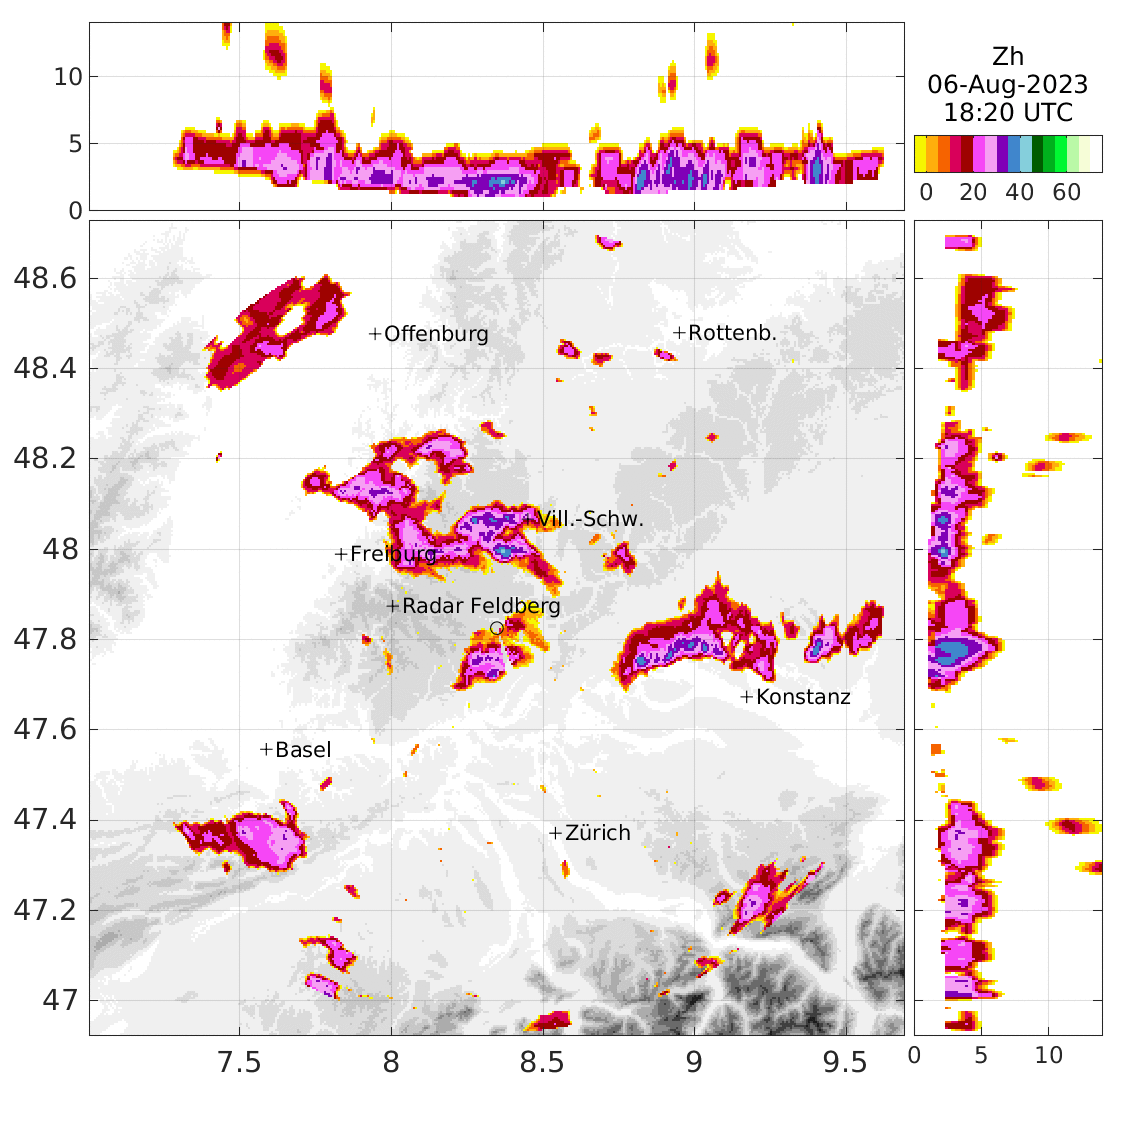 10
5
0
Zh
06-Aug-2023
18:20 UTC
0 20 40 60
48.6
48.4
48.2
48
47.8
47.6
47.4
47.2
47
+Offenburg
+Rottenb.
Vill.-Schw.
+Freiburg
+Radar Feldberg
+Konstanz
+Basel
+Zürich
7.5 8 8.5 9 9.5
0 5 10